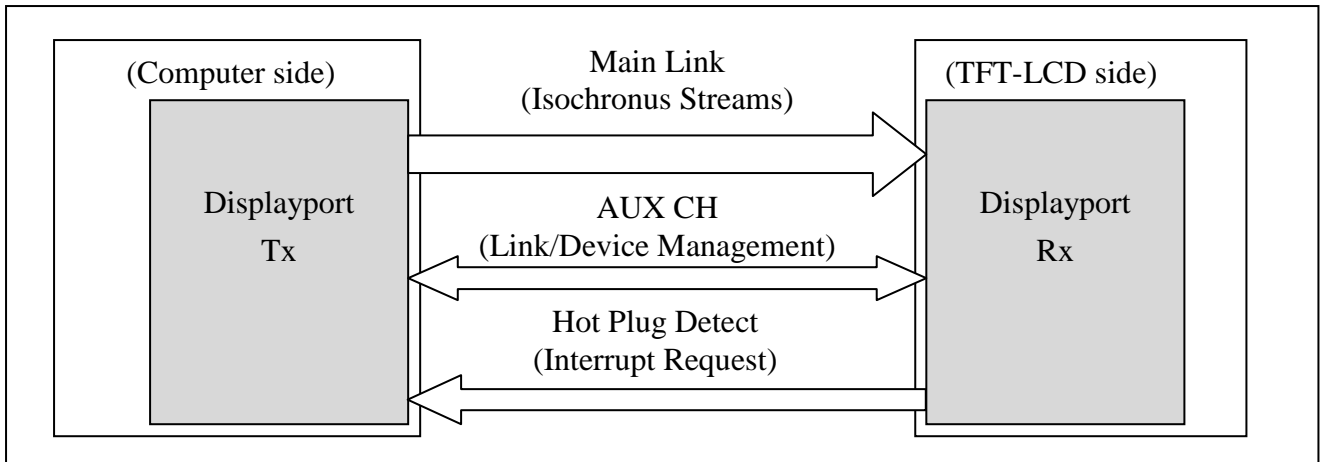 (Computer side)
Main Link
(Isochronus Streams)
(TFT-LCD side)
Displayport
Tx
AUX CH
(Link/Device Management)
Displayport
Rx
Hot Plug Detect
(Interrupt Request)